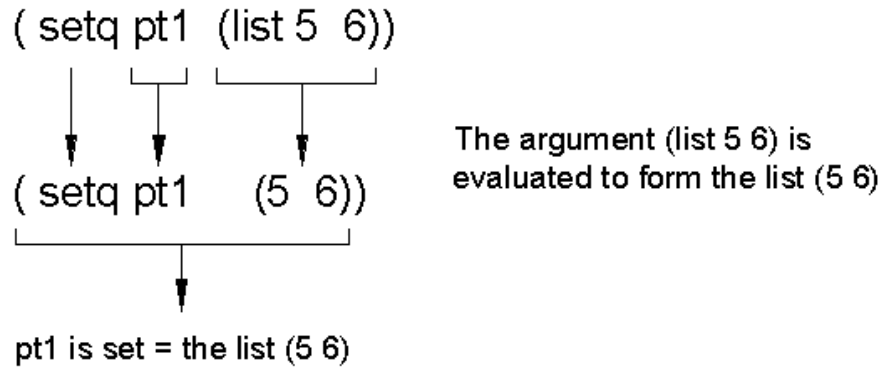 ( setq pt1 (list 5 6))
The argument (list 5 6) is
evaluated to form the list (5 6)
( setq pt1 (5 6))
pt1 is set = the list (5 6)